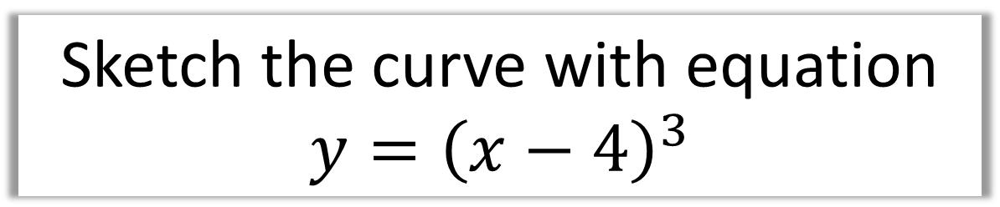 Sketch the curve with equation
y = (x − 4)³